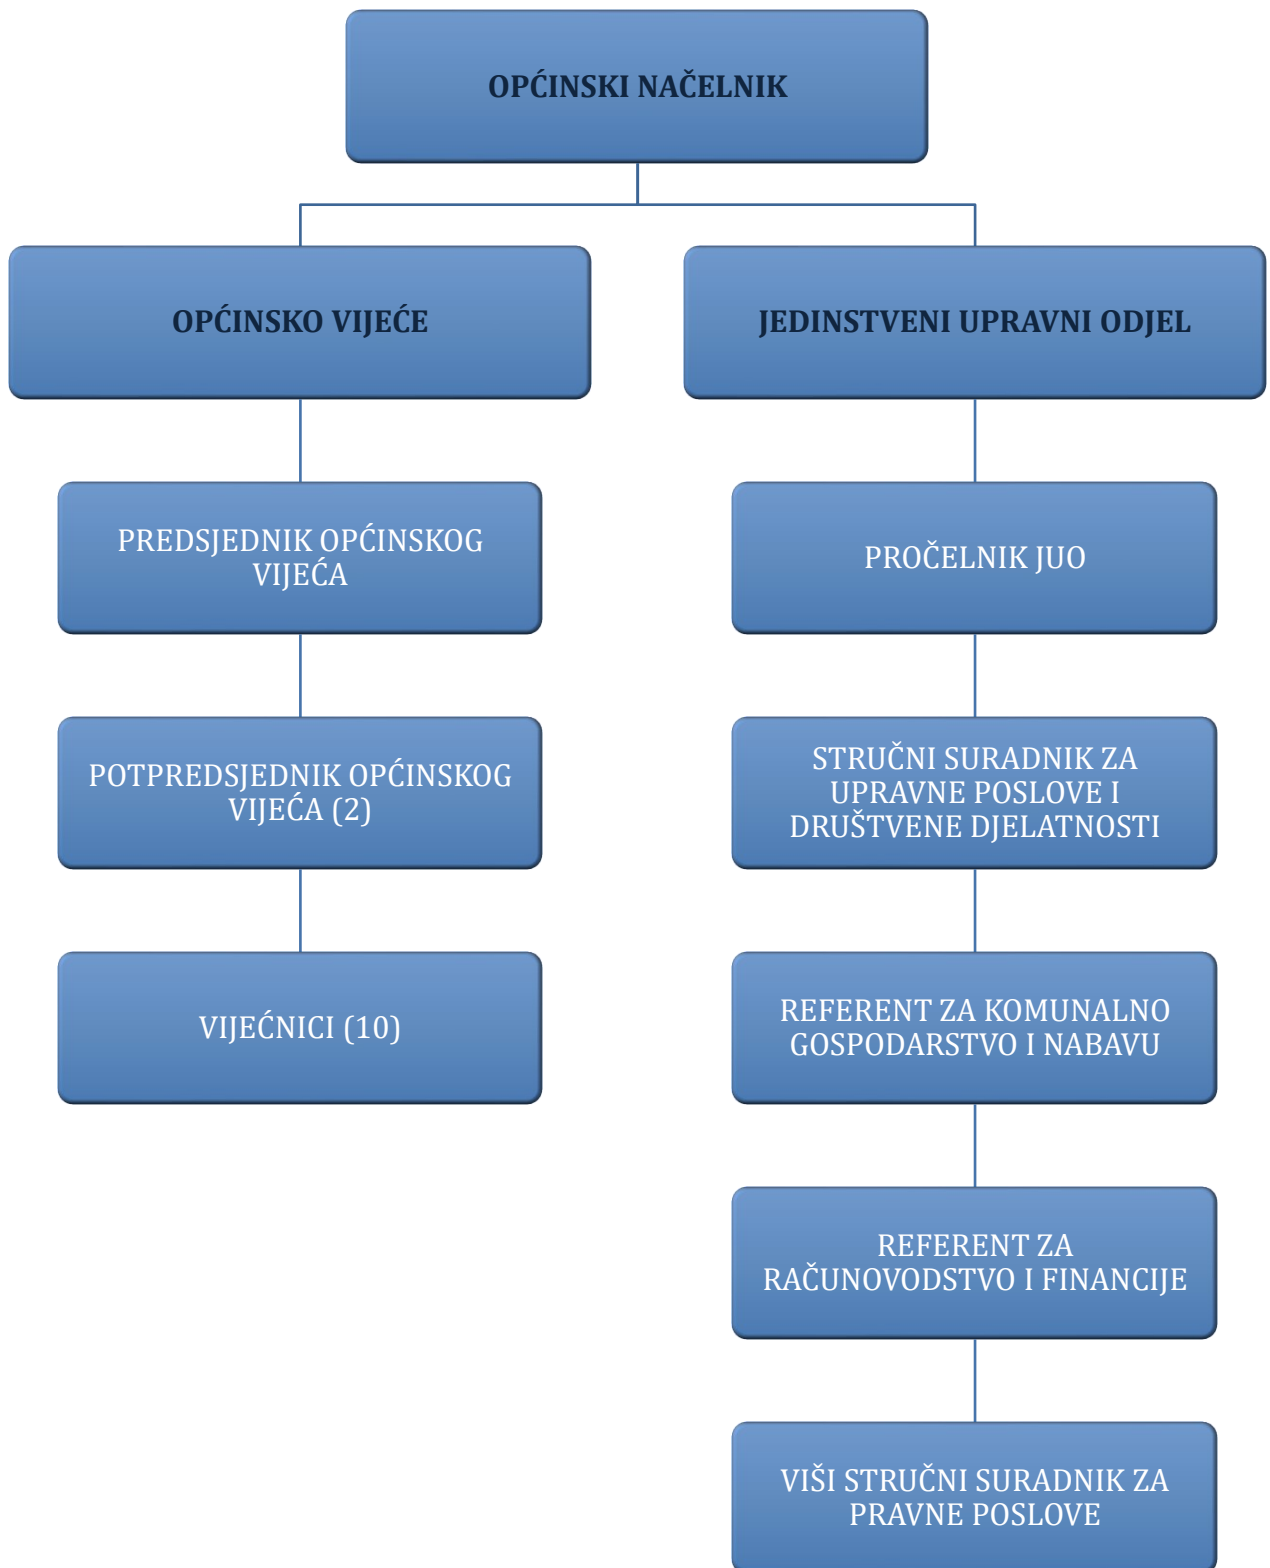 OPĆINSKI NAČELNIK
OPĆINSKO VIJEĆE
JEDINSTVENI UPRAVNI ODJEL
PREDSJEDNIK OPĆINSKOG
VIJEĆA
PROČELNIK JUO
POTPREDSJEDNIK OPĆINSKOG
VIJEĆA (2)
STRUČNI SURADNIK ZA
UPRAVNE POSLOVE I
DRUŠTVENE DJELATNOSTI
VIJEĆNICI (10)
REFERENT ZA KOMUNALNO
GOSPODARSTVO I NABAVU
REFERENT ZA
RAČUNOVODSTVO I FINANCIJE
VIŠI STRUČNI SURADNIK ZA
PRAVNE POSLOVE